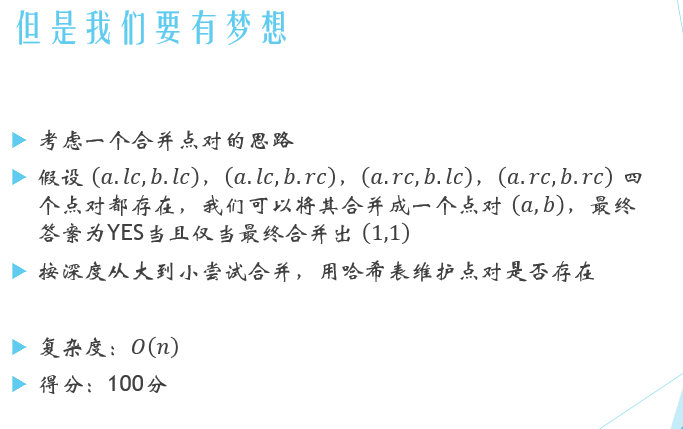 但是我们要有梦想
考虑一个合并点对的思路
假设 (a.lc,b.lc)，(a.lc,b.rc)，(a.rc,b.lc)，(a.rc,b.rc) 四
个点对都存在，我们可以将其合并成一个点对 (a,b)，最终
答案为YES当且仅当最终合并出 (1,1)
按深度从大到小尝试合并，用哈希表维护点对是否存在
复杂度：O(n)
得分：100分